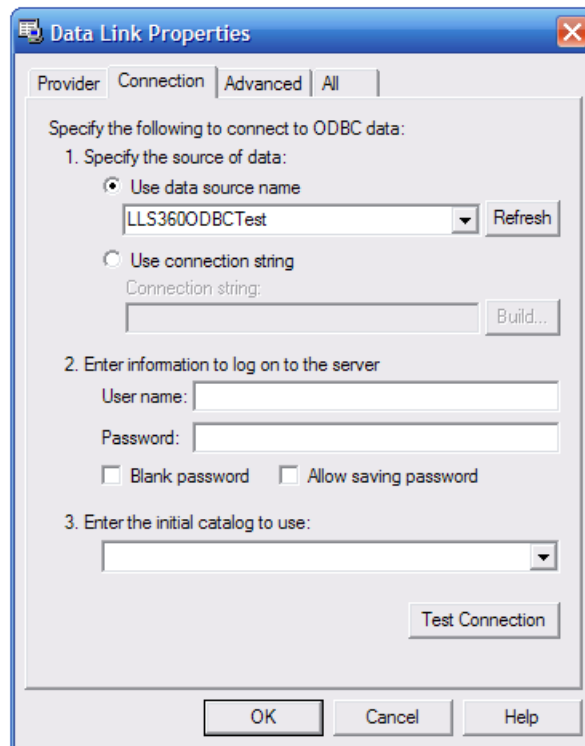 Data Link Properties
Provider Connection Advanced All
Specify the following to connect to ODBC data:
1. Specify the source of data:
Use data source name
LLS360ODBCTest Refresh
Use connection string
Connection string:
Build...
2. Enter information to log on to the server
User name:
Password:
Blank password Allow saving password
3. Enter the initial catalog to use:
Test Connection
OK Cancel Help